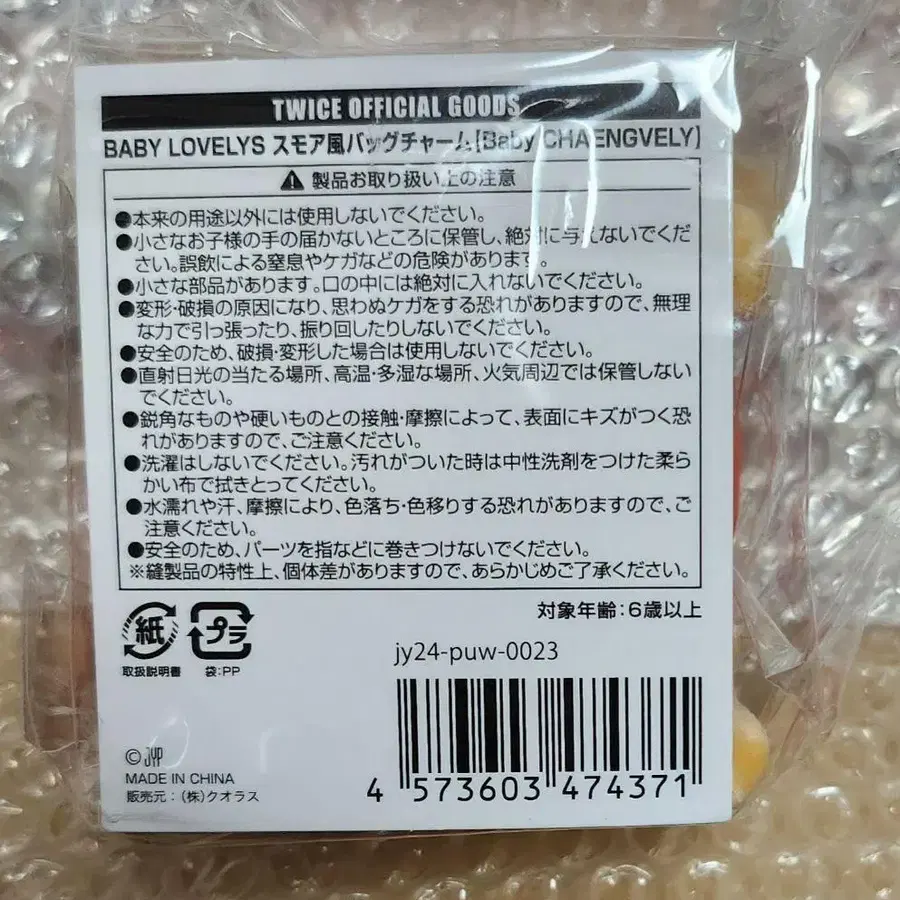 TWICE OFFICIAL GOODS
BABY LOVELYS スモア風バッグチャーム[Baby CHAENGVELY]
⚠ 製品お取り扱い上の注意
●本来の用途以外には使用しないでください。
●小さなお子様の手の届かないところに保管し、絶対に与えないでくだ
さい。誤飲による窒息やケガなどの危険があります。
●小さな部品があります。口の中には絶対に入れないでください。
●変形・破損の原因になり、思わぬケガをする恐れがありますので、無理
な力で引っ張ったり、振り回したりしないでください。
●安全のため、破損・変形した場合は使用しないでください。
●直射日光の当たる場所、高温・多湿な場所、火気周辺では保管しない
でください。
●鋭角なものや硬いものとの接触・摩擦によって、表面にキズがつく恐
れがありますので、ご注意ください。
●洗濯はしないでください。汚れがついた時は中性洗剤をつけた柔ら
かい布で拭きとってください。
●水濡れや汗、摩擦により、色落ち・色移りする恐れがありますので、ご
注意ください。
●安全のため、パーツを指などに巻きつけないでください。
※縫製品の特性上、個体差がありますので、あらかじめご了承ください。
対象年齢:6歳以上
紙 プラ
取扱説明書 袋:PP
jy24-puw-0023
© JYP
MADE IN CHINA
販売元:(株)クオラス
4 573603 474371